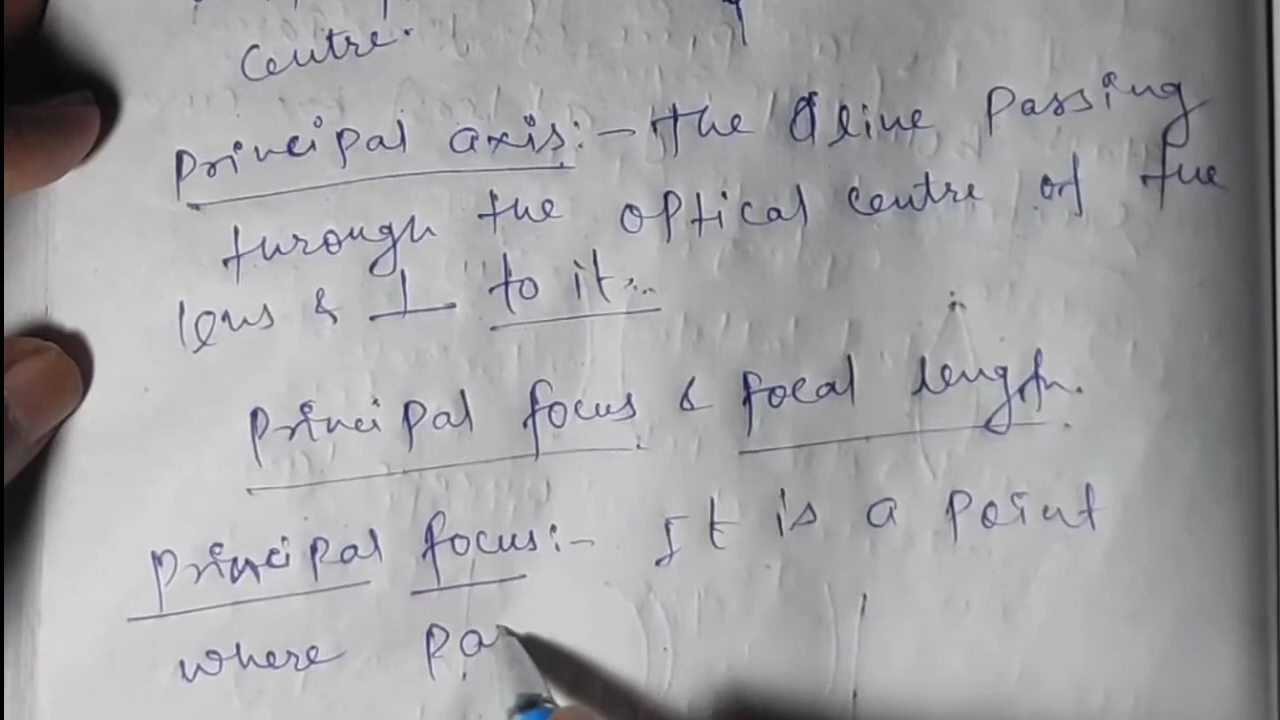 Centre.
Principal axis:- The line passing
through the optical centre of the
lens & ⊥ to it.
Principal focus & focal length.
Principal focus:- It is a point
where Pa